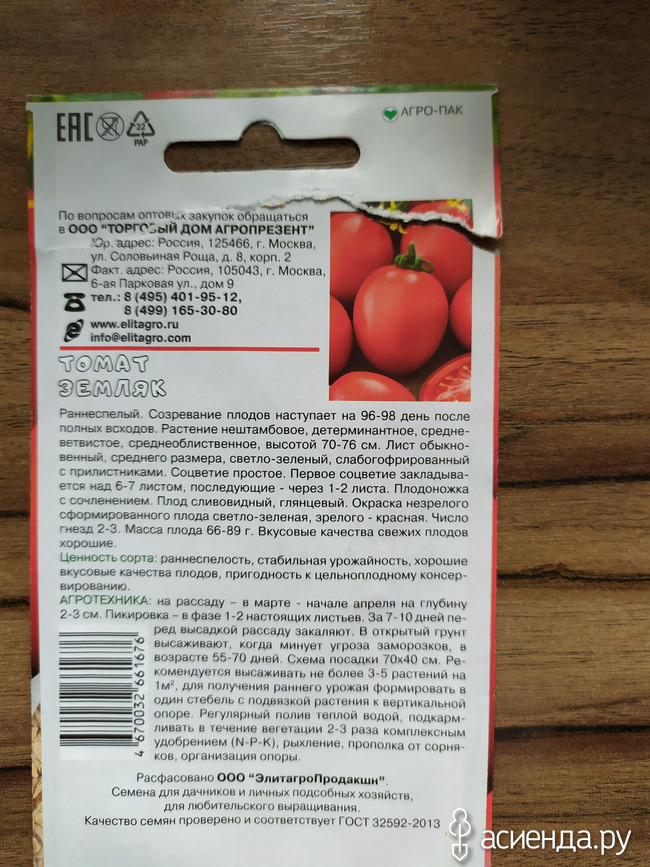 EAC
22
PAP
АГРО-ПАК
По вопросам оптовых закупок обращаться
в ООО "ТОРГОВЫЙ ДОМ АГРОПРЕЗЕНТ"
Юр. адрес: Россия, 125466, г. Москва,
ул. Соловьиная Роща, д. 8, корп. 2
Факт. адрес: Россия, 105043, г. Москва,
6-ая Парковая ул., дом 9
тел.: 8 (495) 401-95-12,
8 (499) 165-30-80
www.elitagro.ru
info@elitagro.com
ТОМАТ
ЗЕМЛЯК
Раннеспелый. Созревание плодов наступает на 96-98 день после
полных всходов. Растение нештамбовое, детерминантное, средне-
ветвистое, среднеоблиственное, высотой 70-76 см. Лист обыкно-
венный, среднего размера, светло-зеленый, слабогофрированный
с прилистниками. Соцветие простое. Первое соцветие закладыва-
ется над 6-7 листом, последующие - через 1-2 листа. Плодоножка
с сочленением. Плод сливовидный, глянцевый. Окраска незрелого
сформированного плода светло-зеленая, зрелого - красная. Число
гнезд 2-3. Масса плода 66-89 г. Вкусовые качества свежих плодов
хорошие.
Ценность сорта: раннеспелость, стабильная урожайность, хорошие
вкусовые качества плодов, пригодность к цельноплодному консер-
вированию.
АГРОТЕХНИКА: на рассаду – в марте - начале апреля на глубину
2-3 см. Пикировка – в фазе 1-2 настоящих листьев. За 7-10 дней пе-
ред высадкой рассаду закаляют. В открытый грунт
высаживают, когда минует угроза заморозков, в
возрасте 55-70 дней. Схема посадки 70х40 см. Ре-
комендуется высаживать не более 3-5 растений на
1м², для получения раннего урожая формировать в
один стебель с подвязкой растения к вертикальной
опоре. Регулярный полив теплой водой, подкарм-
ливать в течение вегетации 2-3 раза комплексным
удобрением (N-P-K), рыхление, прополка от сорня-
ков, организация опоры.
4 670032 661676
Расфасовано ООО "ЭлитагроПродакшн".
Семена для дачников и личных подсобных хозяйств,
для любительского выращивания.
Качество семян проверено и соответствует ГОСТ 32592-2013
асиенда.ру